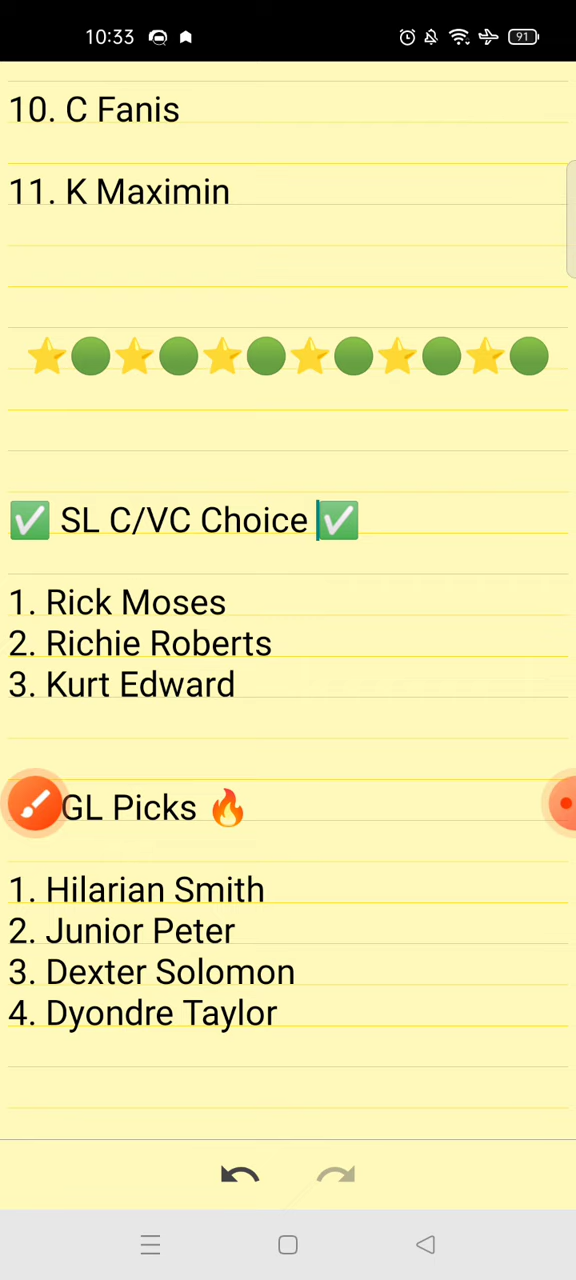 10:33
91
10. C Fanis
11. K Maximin
⭐🟢⭐🟢⭐🟢⭐🟢⭐🟢⭐🟢
✅ SL C/VC Choice ✅
1. Rick Moses
2. Richie Roberts
3. Kurt Edward
GL Picks 🔥
1. Hilarian Smith
2. Junior Peter
3. Dexter Solomon
4. Dyondre Taylor